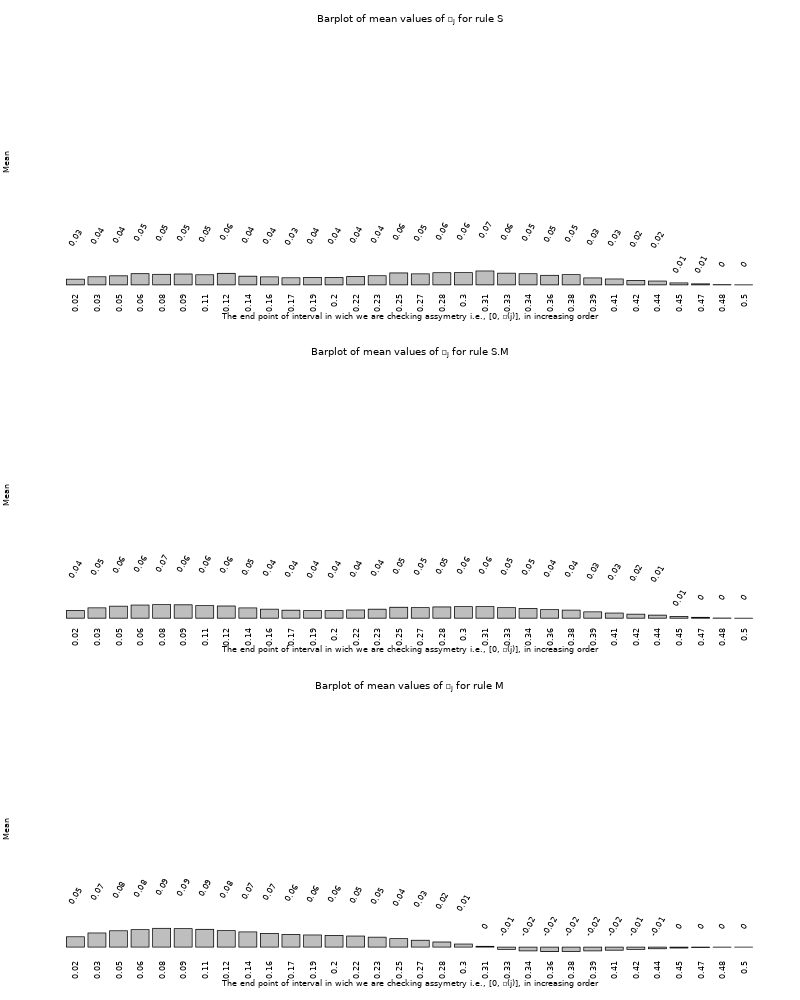 Barplot of mean values of □j for rule S
Mean
0.03 0.04 0.04 0.05 0.05 0.05 0.05 0.06 0.04 0.04 0.03 0.04 0.04 0.04 0.04 0.06 0.05 0.06 0.06 0.07 0.06 0.05 0.05 0.05 0.03 0.03 0.02 0.02 0.01 0.01 0 0
0.02 0.03 0.05 0.06 0.08 0.09 0.11 0.12 0.14 0.16 0.17 0.19 0.2 0.22 0.23 0.25 0.27 0.28 0.3 0.31 0.33 0.34 0.36 0.38 0.39 0.41 0.42 0.44 0.45 0.47 0.48 0.5
The end point of interval in wich we are checking assymetry i.e., [0, □(j)], in increasing order
Barplot of mean values of □j for rule S.M
Mean
0.04 0.05 0.06 0.06 0.07 0.06 0.06 0.06 0.05 0.04 0.04 0.04 0.04 0.04 0.04 0.05 0.05 0.05 0.06 0.06 0.05 0.05 0.04 0.04 0.03 0.03 0.02 0.01 0.01 0 0 0
0.02 0.03 0.05 0.06 0.08 0.09 0.11 0.12 0.14 0.16 0.17 0.19 0.2 0.22 0.23 0.25 0.27 0.28 0.3 0.31 0.33 0.34 0.36 0.38 0.39 0.41 0.42 0.44 0.45 0.47 0.48 0.5
The end point of interval in wich we are checking assymetry i.e., [0, □(j)], in increasing order
Barplot of mean values of □j for rule M
Mean
0.05 0.07 0.08 0.08 0.09 0.09 0.09 0.08 0.07 0.07 0.06 0.06 0.06 0.05 0.05 0.04 0.03 0.02 0.01 0 -0.01 -0.02 -0.02 -0.02 -0.02 -0.02 -0.01 -0.01 0 0 0 0
0.02 0.03 0.05 0.06 0.08 0.09 0.11 0.12 0.14 0.16 0.17 0.19 0.2 0.22 0.23 0.25 0.27 0.28 0.3 0.31 0.33 0.34 0.36 0.38 0.39 0.41 0.42 0.44 0.45 0.47 0.48 0.5
The end point of interval in wich we are checking assymetry i.e., [0, □(j)], in increasing order